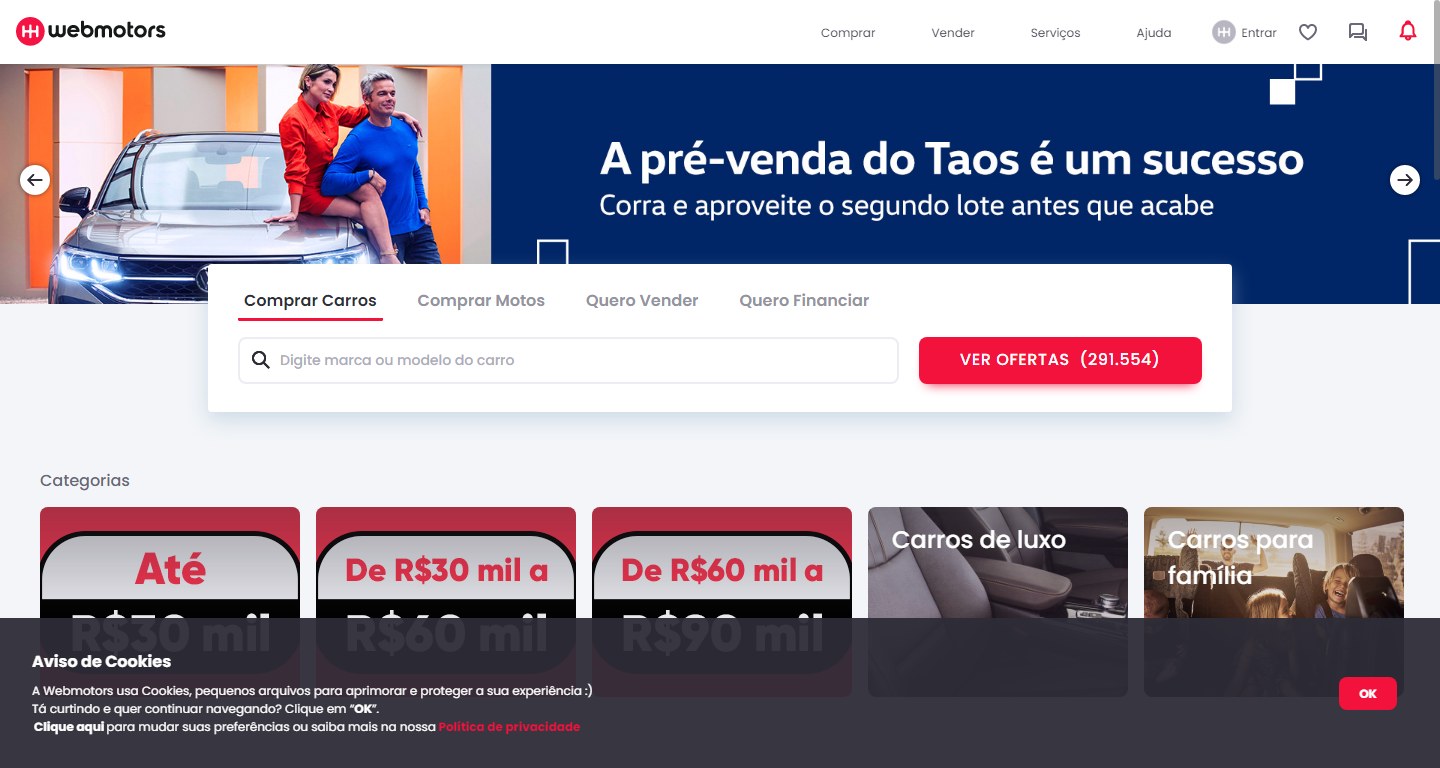 webmotors
Comprar
Vender
Serviços
Ajuda
Entrar
A pré-venda do Taos é um sucesso
Corra e aproveite o segundo lote antes que acabe
Comprar Carros
Comprar Motos
Quero Vender
Quero Financiar
Digite marca ou modelo do carro
VER OFERTAS (291.554)
Categorias
Até
R$30 mil
De R$30 mil a
R$60 mil
De R$60 mil a
R$90 mil
Carros de luxo
Carros para
família
Aviso de Cookies
A Webmotors usa Cookies, pequenos arquivos para aprimorar e proteger a sua experiência :)
Tá curtindo e quer continuar navegando? Clique em “OK”.
Clique aqui para mudar suas preferências ou saiba mais na nossa Política de privacidade
OK